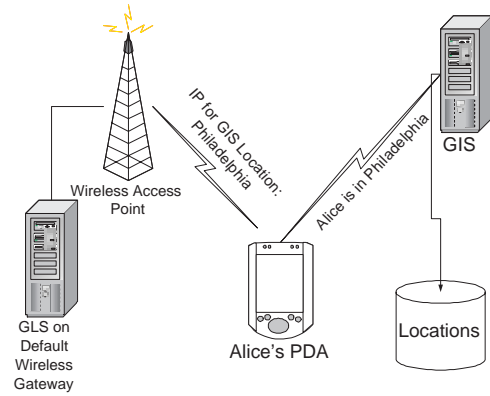 IP for GIS Location:
Philadelphia
Alice is in Philadelphia
GIS
Wireless Access
Point
GLS on
Default
Wireless
Gateway
Alice's PDA
Locations